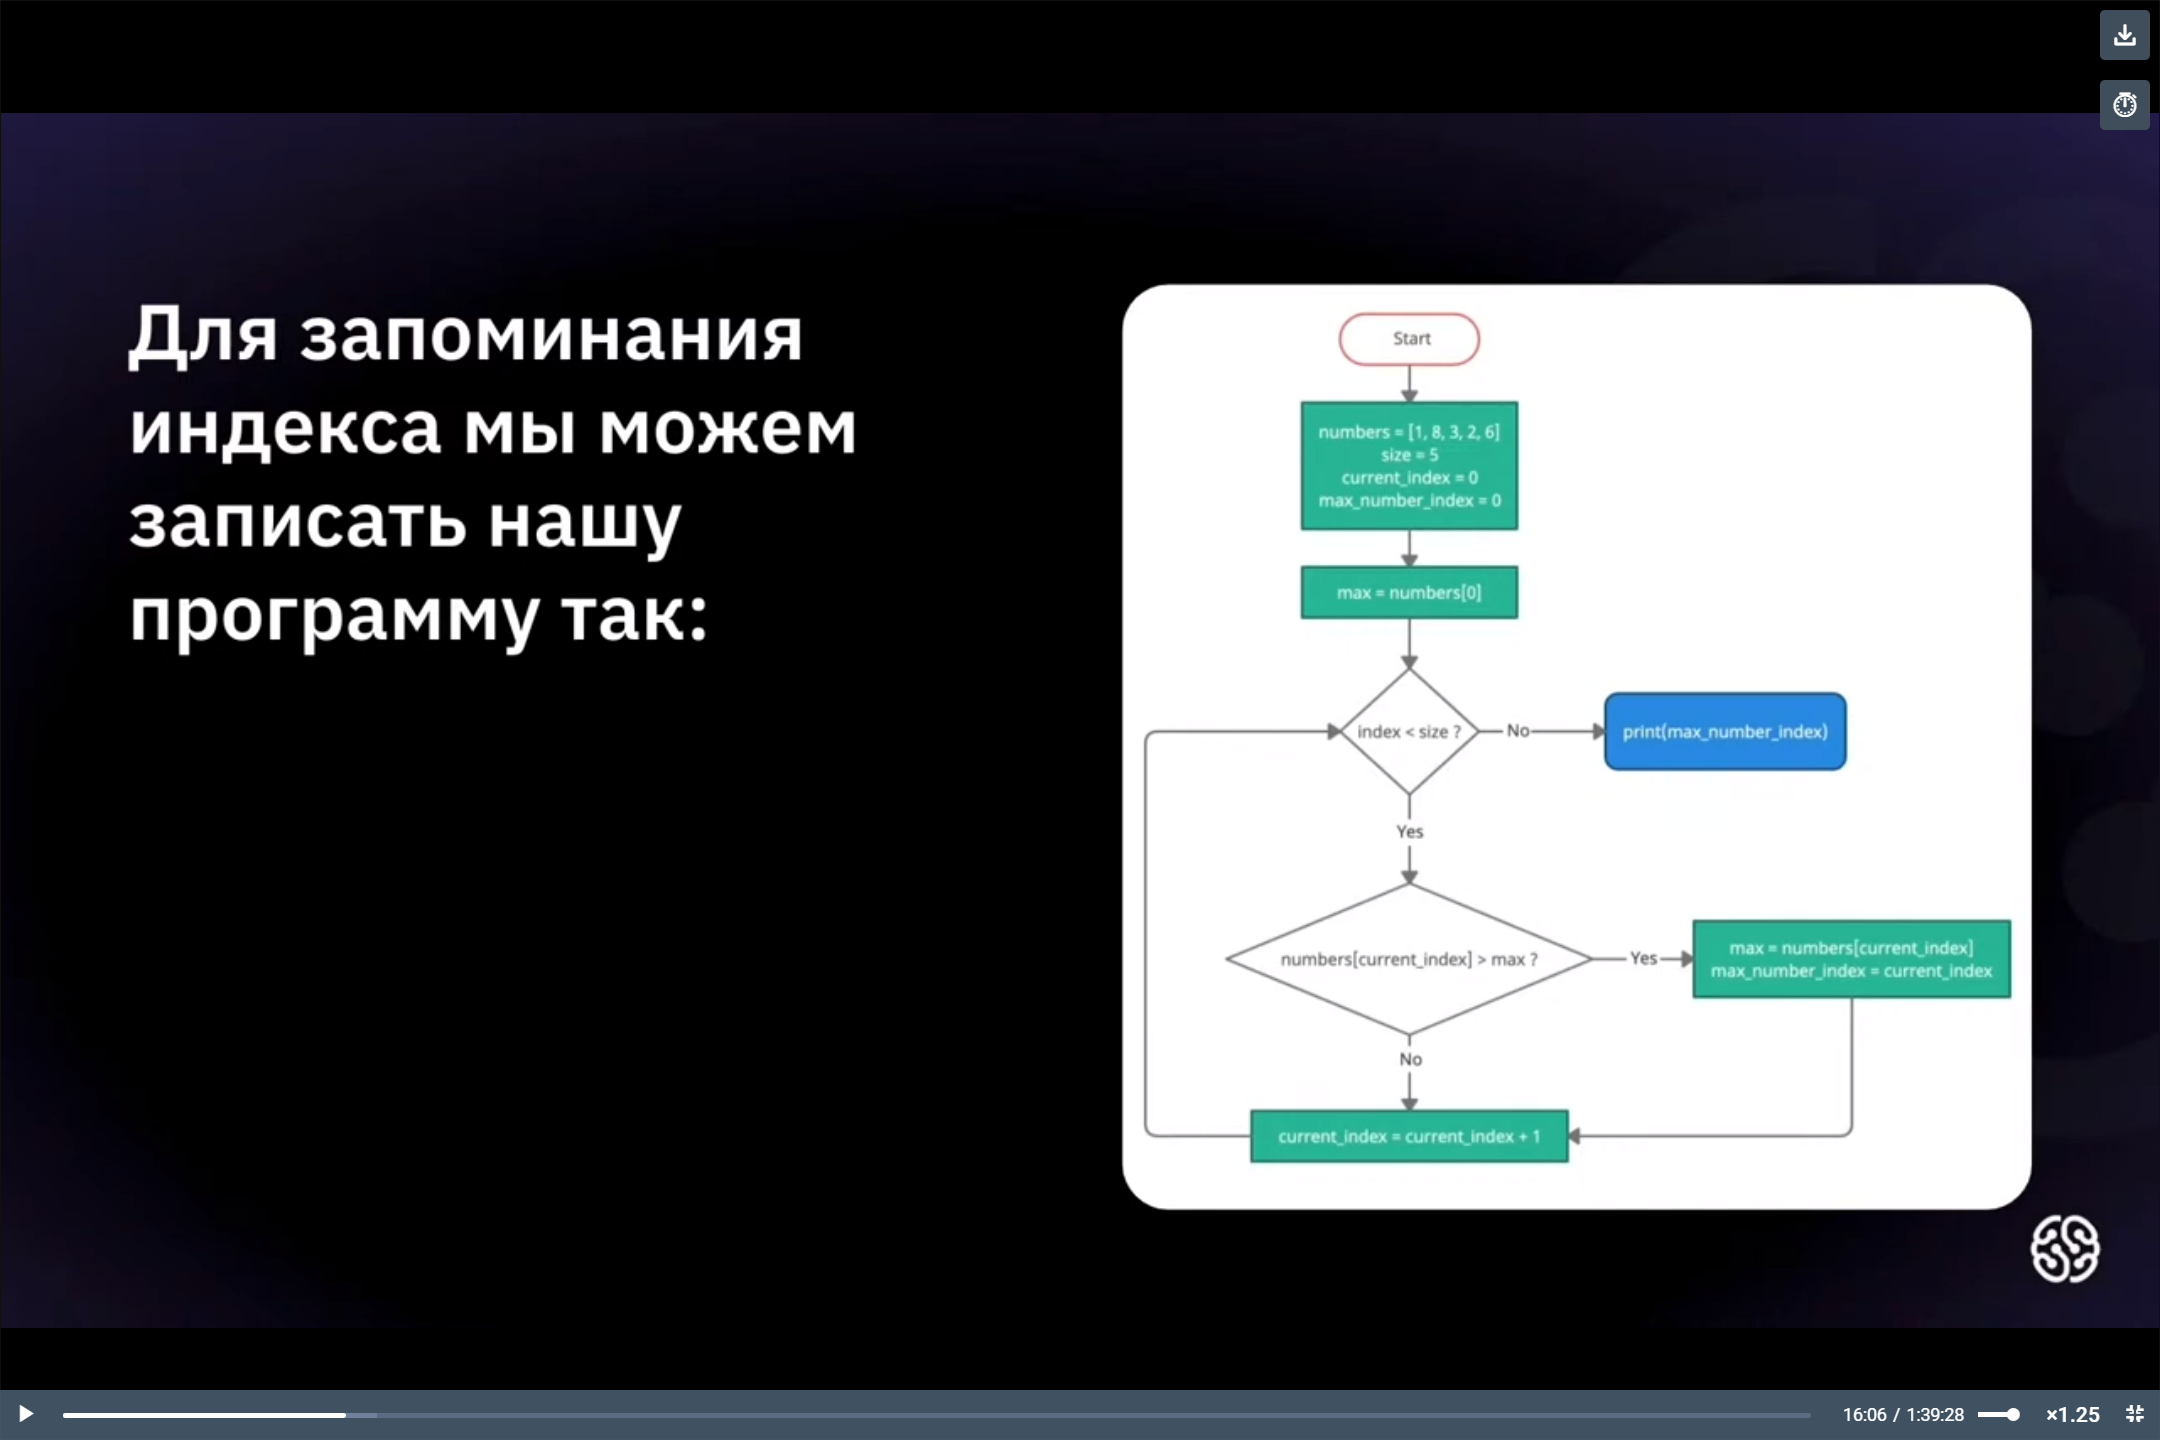 Для запоминания
индекса мы можем
записать нашу
программу так:
Start
numbers = [1, 8, 3, 2, 6]
size = 5
current_index = 0
max_number_index = 0
max = numbers[0]
index < size ?
No
print(max_number_index)
Yes
numbers[current_index] > max ?
Yes
max = numbers[current_index]
max_number_index = current_index
No
current_index = current_index + 1
16:06 / 1:39:28
×1.25